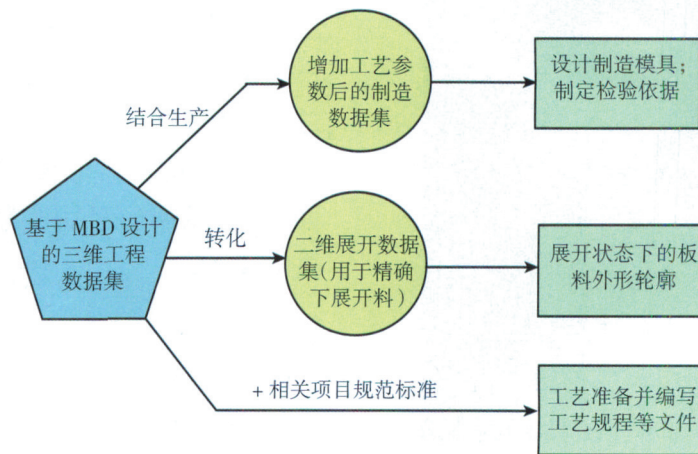 增加工艺参
数后的制造
数据集
设计制造模具;
制定检验依据
结合生产
基于 MBD 设计
的三维工程
数据集
转化
二维展开数据
集(用于精确
下展开料)
展开状态下的板
料外形轮廓
+ 相关项目规范标准
工艺准备并编写
工艺规程等文件